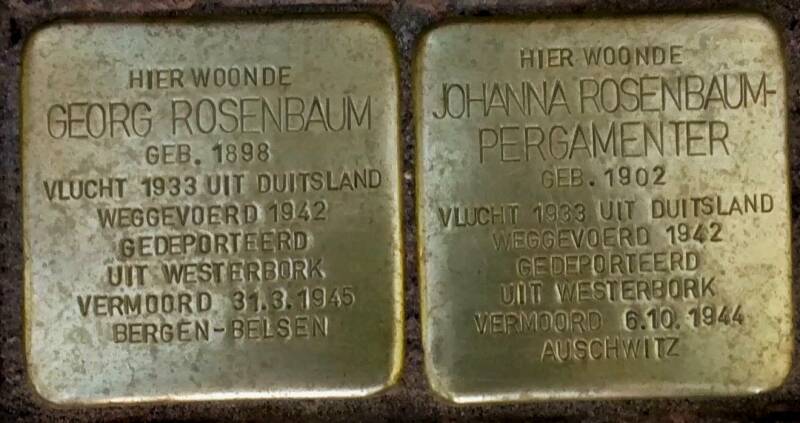 HIER WOONDE
GEORG ROSENBAUM
GEB. 1898
VLUCHT 1933 UIT DUITSLAND
WEGGEVOERD 1942
GEDEPORTEERD
UIT WESTERBORK
VERMOORD 31.3.1945
BERGEN-BELSEN
HIER WOONDE
JOHANNA ROSENBAUM-
PERGAMENTER
GEB. 1902
VLUCHT 1933 UIT DUITSLAND
WEGGEVOERD 1942
GEDEPORTEERD
UIT WESTERBORK
VERMOORD 6.10.1944
AUSCHWITZ